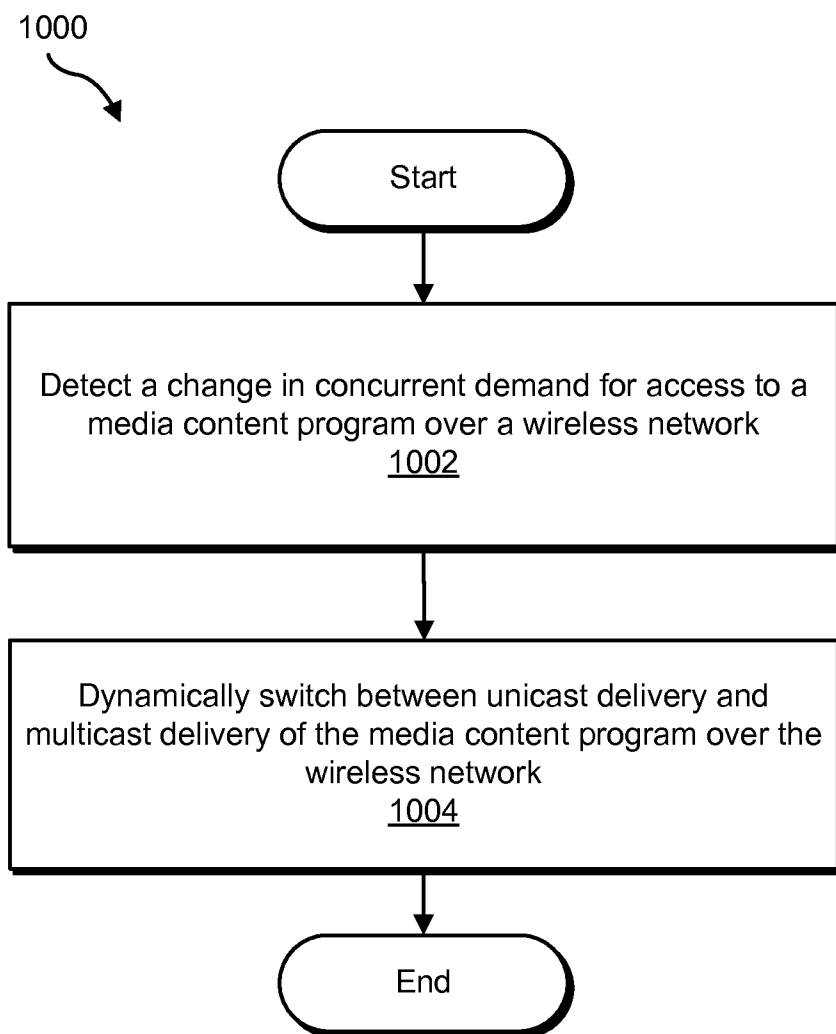 1000
Start
Detect a change in concurrent demand for access to a
media content program over a wireless network
1002
Dynamically switch between unicast delivery and
multicast delivery of the media content program over the
wireless network
1004
End